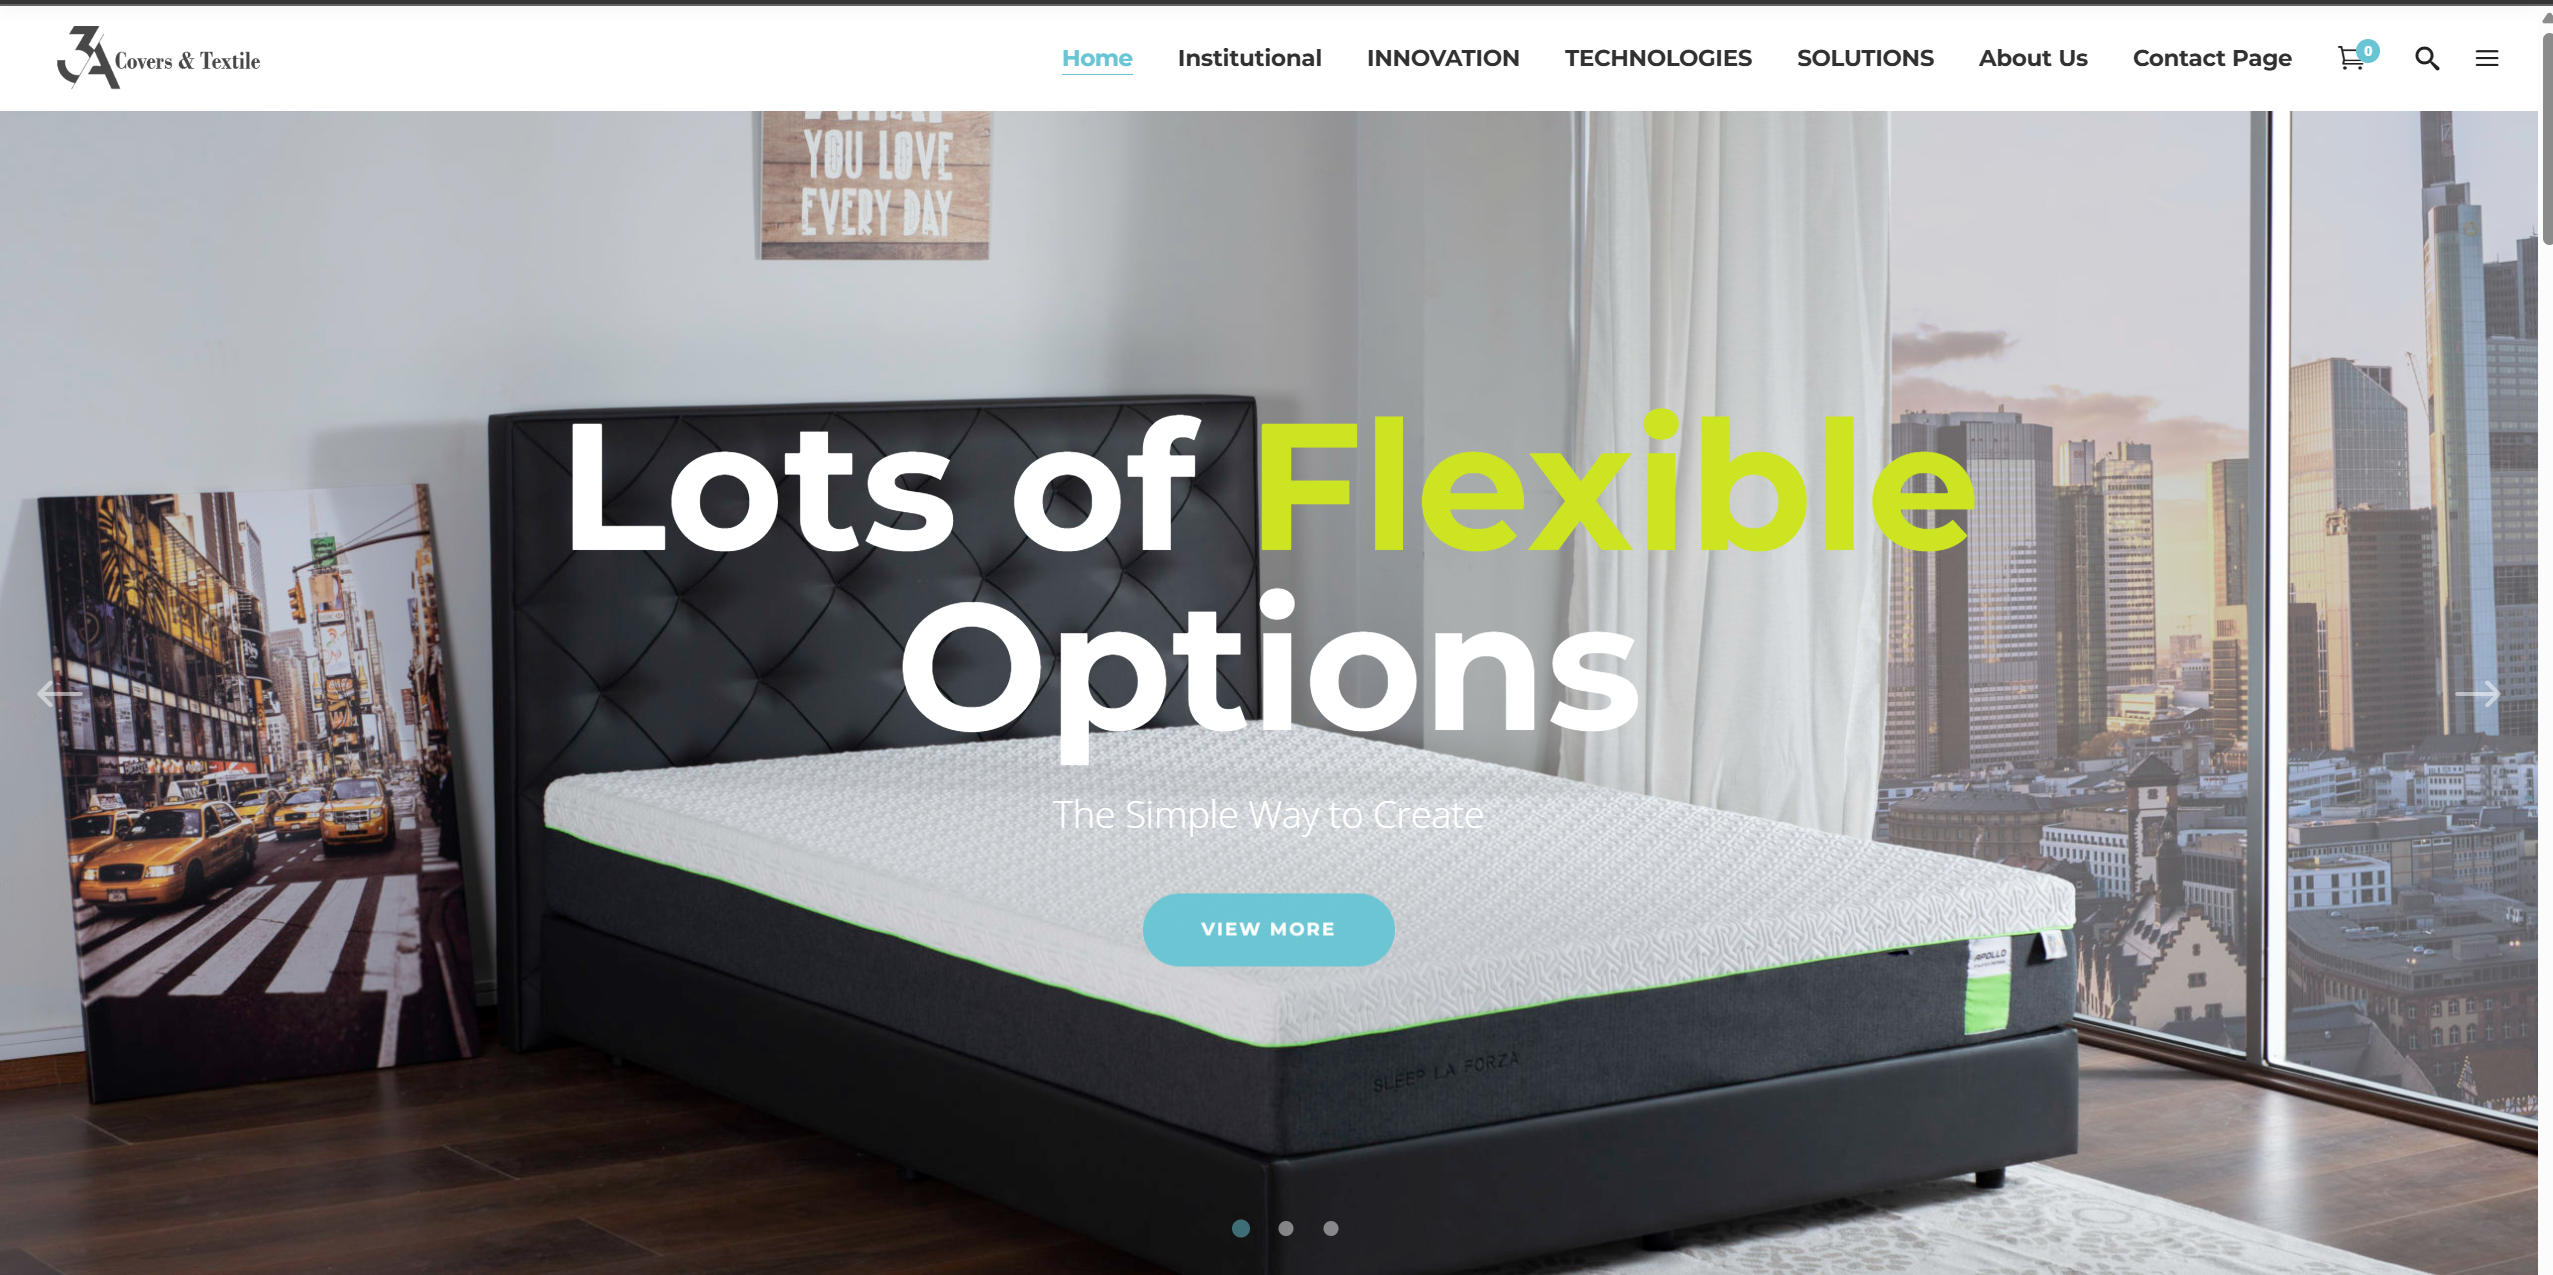 3A Covers & Textile
Home Institutional INNOVATION TECHNOLOGIES SOLUTIONS About Us Contact Page 0
YOU LOVE
EVERY DAY
Lots of Flexible
Options
The Simple Way to Create
VIEW MORE
APOLLO
SLEEP LA FORZA